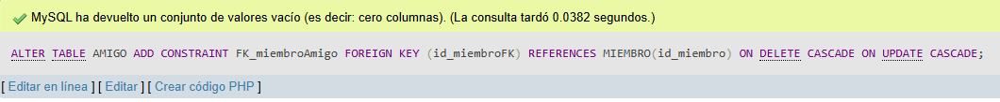 MySQL ha devuelto un conjunto de valores vacío (es decir: cero columnas). (La consulta tardó 0.0382 segundos.)
ALTER TABLE AMIGO ADD CONSTRAINT FK_miembroAmigo FOREIGN KEY (id_miembroFK) REFERENCES MIEMBRO(id_miembro) ON DELETE CASCADE ON UPDATE CASCADE;
[ Editar en línea ] [ Editar ] [ Crear código PHP ]